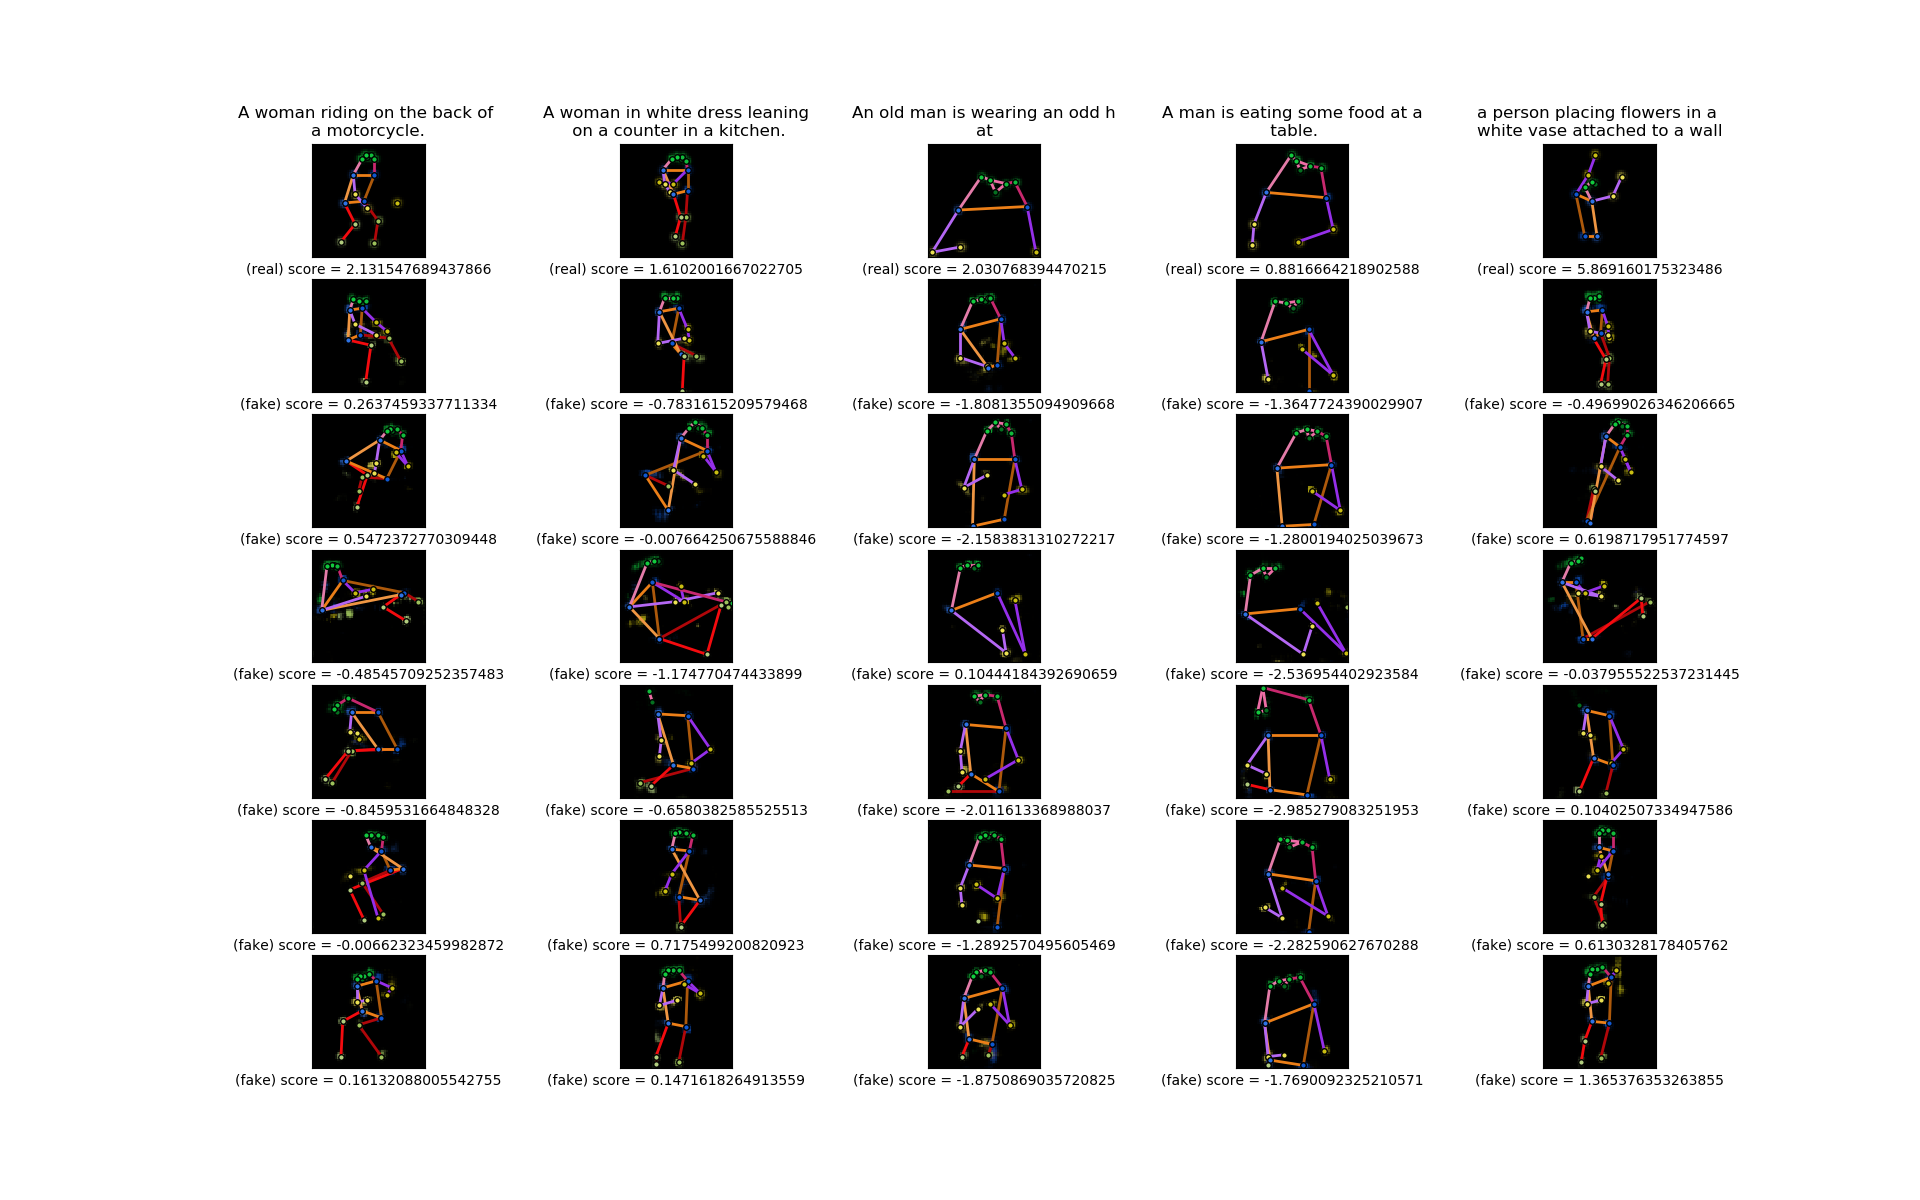 A woman riding on the back of
a motorcycle.
A woman in white dress leaning
on a counter in a kitchen.
An old man is wearing an odd h
at
A man is eating some food at a
table.
a person placing flowers in a
white vase attached to a wall
(real) score = 2.131547689437866
(real) score = 1.6102001667022705
(real) score = 2.030768394470215
(real) score = 0.8816664218902588
(real) score = 5.869160175323486
(fake) score = 0.2637459337711334
(fake) score = -0.7831615209579468
(fake) score = -1.8081355094909668
(fake) score = -1.3647724390029907
(fake) score = -0.49699026346206665
(fake) score = 0.5472372770309448
(fake) score = -0.007664250675588846
(fake) score = -2.1583831310272217
(fake) score = -1.2800194025039673
(fake) score = 0.6198717951774597
(fake) score = -0.48545709252357483
(fake) score = -1.174770474433899
(fake) score = 0.10444184392690659
(fake) score = -2.536954402923584
(fake) score = -0.037955522537231445
(fake) score = -0.8459531664848328
(fake) score = -0.6580382585525513
(fake) score = -2.011613368988037
(fake) score = -2.985279083251953
(fake) score = 0.10402507334947586
(fake) score = -0.00662323459982872
(fake) score = 0.7175499200820923
(fake) score = -1.2892570495605469
(fake) score = -2.282590627670288
(fake) score = 0.6130328178405762
(fake) score = 0.16132088005542755
(fake) score = 0.1471618264913559
(fake) score = -1.8750869035720825
(fake) score = -1.7690092325210571
(fake) score = 1.365376353263855